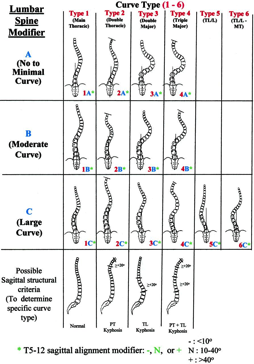 Curve Type (1 - 6)
Lumbar
Spine
Modifier
Type 1
(Main
Thoracic)
Type 2
(Double
Thoracic)
Type 3
(Double
Major)
Type 4
(Triple
Major)
Type 5
(TL/L)
Type 6
(TL/L -
MT)
A
(No to
Minimal
Curve)
1A*
2A*
3A*
4A*
B
(Moderate
Curve)
1B*
2B*
3B*
4B*
C
(Large
Curve)
1C*
2C*
3C*
4C*
5C*
6C*
Possible
Sagittal structural
criteria
(To determine
specific curve
type)
Normal
PT
Kyphosis
TL
Kyphosis
PT + TL
Kyphosis
* T5-12 sagittal alignment modifier: -, N, or +
- : <10º
N : 10-40º
+ : >40º